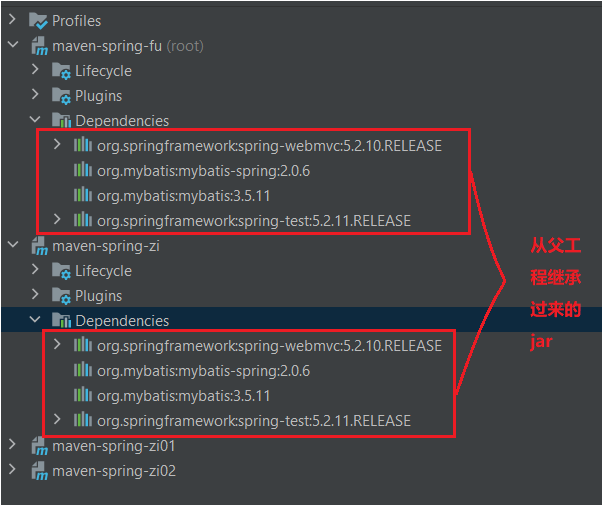 Profiles
maven-spring-fu (root)
Lifecycle
Plugins
Dependencies
org.springframework:spring-webmvc:5.2.10.RELEASE
org.mybatis:mybatis-spring:2.0.6
org.mybatis:mybatis:3.5.11
org.springframework:spring-test:5.2.11.RELEASE
maven-spring-zi
Lifecycle
Plugins
Dependencies
org.springframework:spring-webmvc:5.2.10.RELEASE
org.mybatis:mybatis-spring:2.0.6
org.mybatis:mybatis:3.5.11
org.springframework:spring-test:5.2.11.RELEASE
maven-spring-zi01
maven-spring-zi02
从父工
程继承
过来的
jar